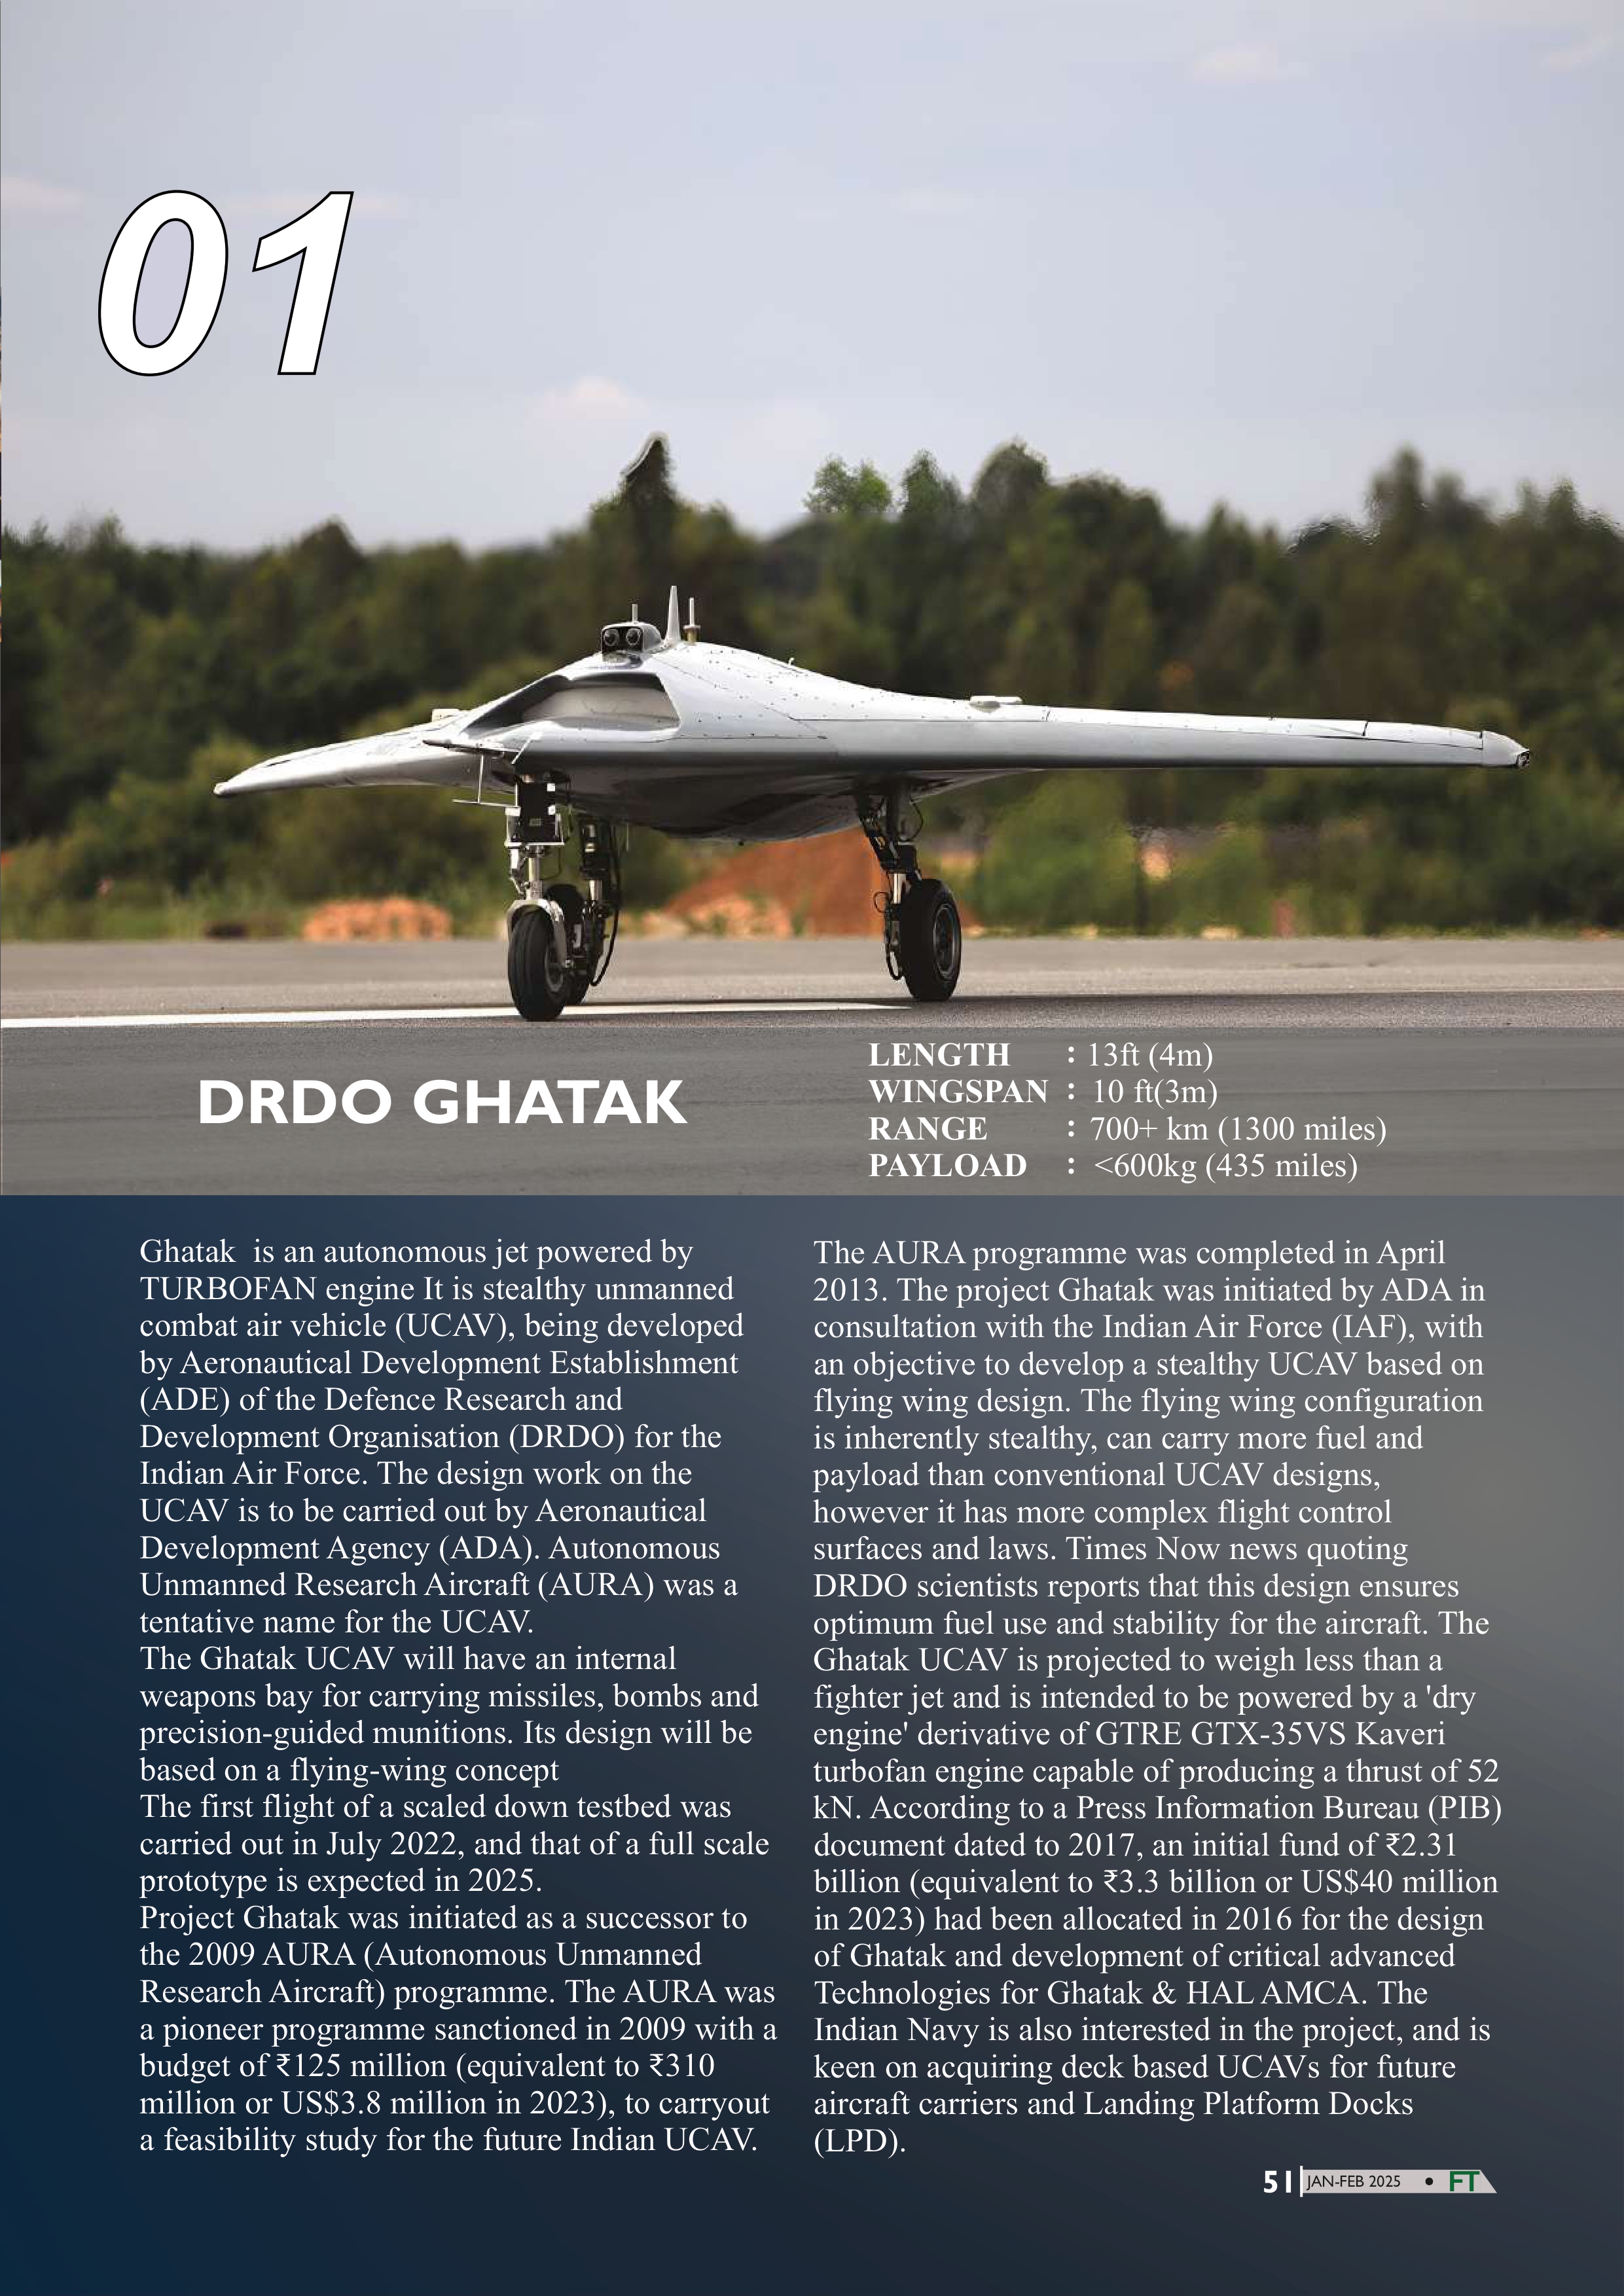 01
DRDO GHATAK
LENGTH : 13ft (4m)
WINGSPAN : 10 ft(3m)
RANGE : 700+ km (1300 miles)
PAYLOAD : <600kg (435 miles)
Ghatak is an autonomous jet powered by
TURBOFAN engine It is stealthy unmanned
combat air vehicle (UCAV), being developed
by Aeronautical Development Establishment
(ADE) of the Defence Research and
Development Organisation (DRDO) for the
Indian Air Force. The design work on the
UCAV is to be carried out by Aeronautical
Development Agency (ADA). Autonomous
Unmanned Research Aircraft (AURA) was a
tentative name for the UCAV.
The Ghatak UCAV will have an internal
weapons bay for carrying missiles, bombs and
precision-guided munitions. Its design will be
based on a flying-wing concept
The first flight of a scaled down testbed was
carried out in July 2022, and that of a full scale
prototype is expected in 2025.
Project Ghatak was initiated as a successor to
the 2009 AURA (Autonomous Unmanned
Research Aircraft) programme. The AURA was
a pioneer programme sanctioned in 2009 with a
budget of ₹125 million (equivalent to ₹310
million or US$3.8 million in 2023), to carryout
a feasibility study for the future Indian UCAV.
The AURA programme was completed in April
2013. The project Ghatak was initiated by ADA in
consultation with the Indian Air Force (IAF), with
an objective to develop a stealthy UCAV based on
flying wing design. The flying wing configuration
is inherently stealthy, can carry more fuel and
payload than conventional UCAV designs,
however it has more complex flight control
surfaces and laws. Times Now news quoting
DRDO scientists reports that this design ensures
optimum fuel use and stability for the aircraft. The
Ghatak UCAV is projected to weigh less than a
fighter jet and is intended to be powered by a 'dry
engine' derivative of GTRE GTX-35VS Kaveri
turbofan engine capable of producing a thrust of 52
kN. According to a Press Information Bureau (PIB)
document dated to 2017, an initial fund of ₹2.31
billion (equivalent to ₹3.3 billion or US$40 million
in 2023) had been allocated in 2016 for the design
of Ghatak and development of critical advanced
Technologies for Ghatak & HAL AMCA. The
Indian Navy is also interested in the project, and is
keen on acquiring deck based UCAVs for future
aircraft carriers and Landing Platform Docks
(LPD).
51 JAN-FEB 2025 • FT